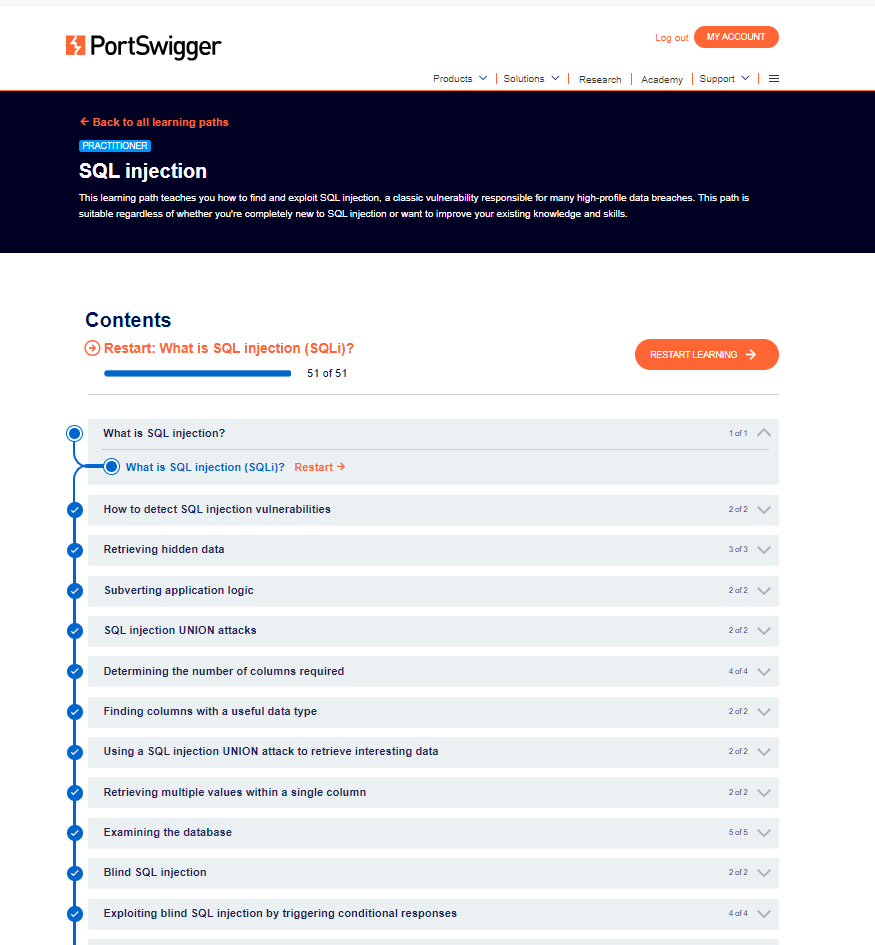 PortSwigger
Log out MY ACCOUNT
Products Solutions Research Academy Support
Back to all learning paths
PRACTITIONER
SQL injection
This learning path teaches you how to find and exploit SQL injection, a classic vulnerability responsible for many high-profile data breaches. This path is
suitable regardless of whether you're completely new to SQL injection or want to improve your existing knowledge and skills.
Contents
Restart: What is SQL injection (SQLi)?
RESTART LEARNING
51 of 51
What is SQL injection? 1 of 1
What is SQL injection (SQLi)? Restart
How to detect SQL injection vulnerabilities 2 of 2
Retrieving hidden data 3 of 3
Subverting application logic 2 of 2
SQL injection UNION attacks 2 of 2
Determining the number of columns required 4 of 4
Finding columns with a useful data type 2 of 2
Using a SQL injection UNION attack to retrieve interesting data 2 of 2
Retrieving multiple values within a single column 2 of 2
Examining the database 5 of 5
Blind SQL injection 2 of 2
Exploiting blind SQL injection by triggering conditional responses 4 of 4